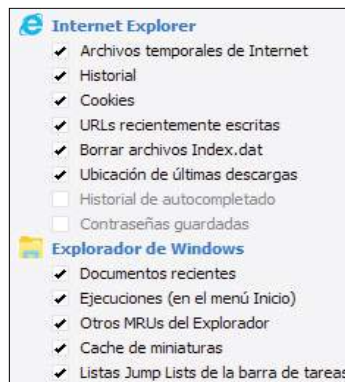 Internet Explorer
Archivos temporales de Internet
Historial
Cookies
URLs recientemente escritas
Borrar archivos Index.dat
Ubicación de últimas descargas
Historial de autocompletado
Contraseñas guardadas
Explorador de Windows
Documentos recientes
Ejecuciones (en el menú Inicio)
Otros MRUs del Explorador
Cache de miniaturas
Listas Jump Lists de la barra de tareas